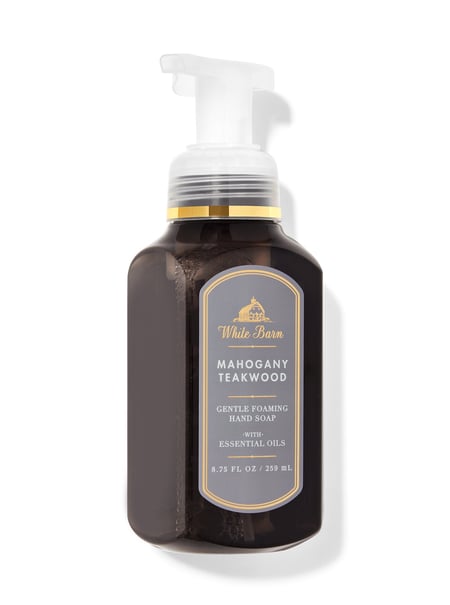 White Barn
MAHOGANY
TEAKWOOD
GENTLE FOAMING
HAND SOAP
·WITH·
ESSENTIAL OILS
8.75 FL OZ / 259 mL